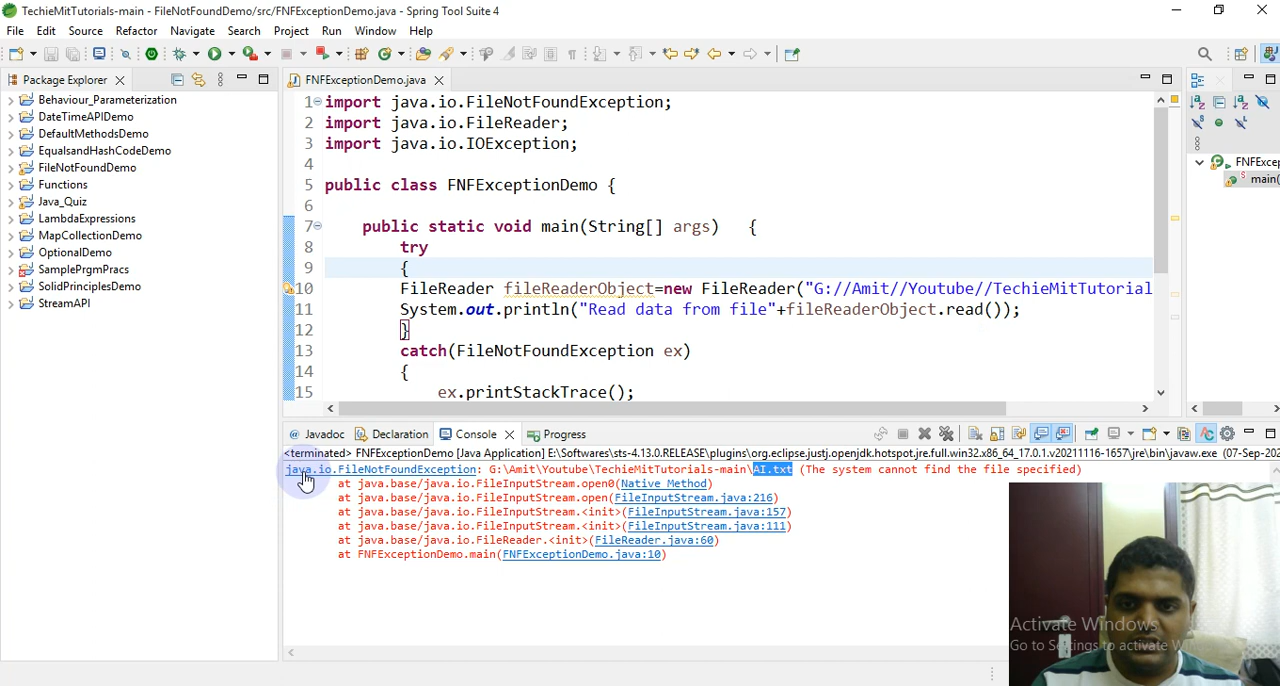 TechieMitTutorials-main - FileNotFoundDemo/src/FNFExceptionDemo.java - Spring Tool Suite 4
File Edit Source Refactor Navigate Search Project Run Window Help
Package Explorer
Behaviour_Parameterization
DateTimeAPIDemo
DefaultMethodsDemo
EqualsandHashCodeDemo
FileNotFoundDemo
Functions
Java_Quiz
LambdaExpressions
MapCollectionDemo
OptionalDemo
SamplePrgmPracs
SolidPrinciplesDemo
StreamAPI
FNFExceptionDemo.java
1 import java.io.FileNotFoundException;
2 import java.io.FileReader;
3 import java.io.IOException;
4
5 public class FNFExceptionDemo {
6
7 public static void main(String[] args) {
8 try
9 {
10 FileReader fileReaderObject=new FileReader("G://Amit//Youtube//TechieMitTutorial
11 System.out.println("Read data from file"+fileReaderObject.read());
12 }
13 catch(FileNotFoundException ex)
14 {
15 ex.printStackTrace();
FNFExcep
main(
Javadoc Declaration Console Progress
<terminated> FNFExceptionDemo [Java Application] E:\Softwares\sts-4.13.0.RELEASE\plugins\org.eclipse.justj.openjdk.hotspot.jre.full.win32.x86_64_17.0.1.v20211116-1657\jre\bin\javaw.exe (07-Sep-202
java.io.FileNotFoundException: G:\Amit\Youtube\TechieMitTutorials-main\AI.txt (The system cannot find the file specified)
at java.base/java.io.FileInputStream.open0(Native Method)
at java.base/java.io.FileInputStream.open(FileInputStream.java:216)
at java.base/java.io.FileInputStream.<init>(FileInputStream.java:157)
at java.base/java.io.FileInputStream.<init>(FileInputStream.java:111)
at java.base/java.io.FileReader.<init>(FileReader.java:60)
at FNFExceptionDemo.main(FNFExceptionDemo.java:10)
Activate Windows
Go to Settings to activate W